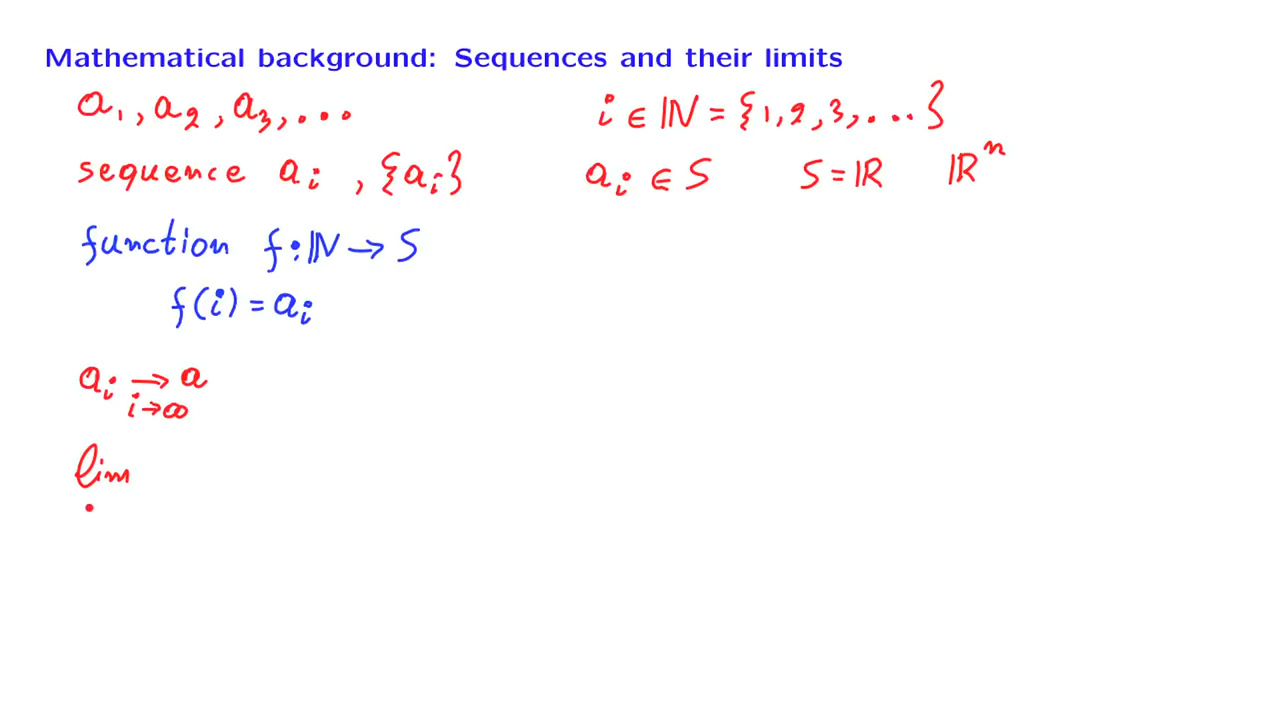 Mathematical background: Sequences and their limits
a₁, a₂, a₃, ... i ∈ ℕ = {1, 2, 3, ...}
sequence aᵢ , {aᵢ} aᵢ ∈ S S = ℝ ℝⁿ
function f : ℕ → S
f(i) = aᵢ
aᵢ → a
i→∞
lim